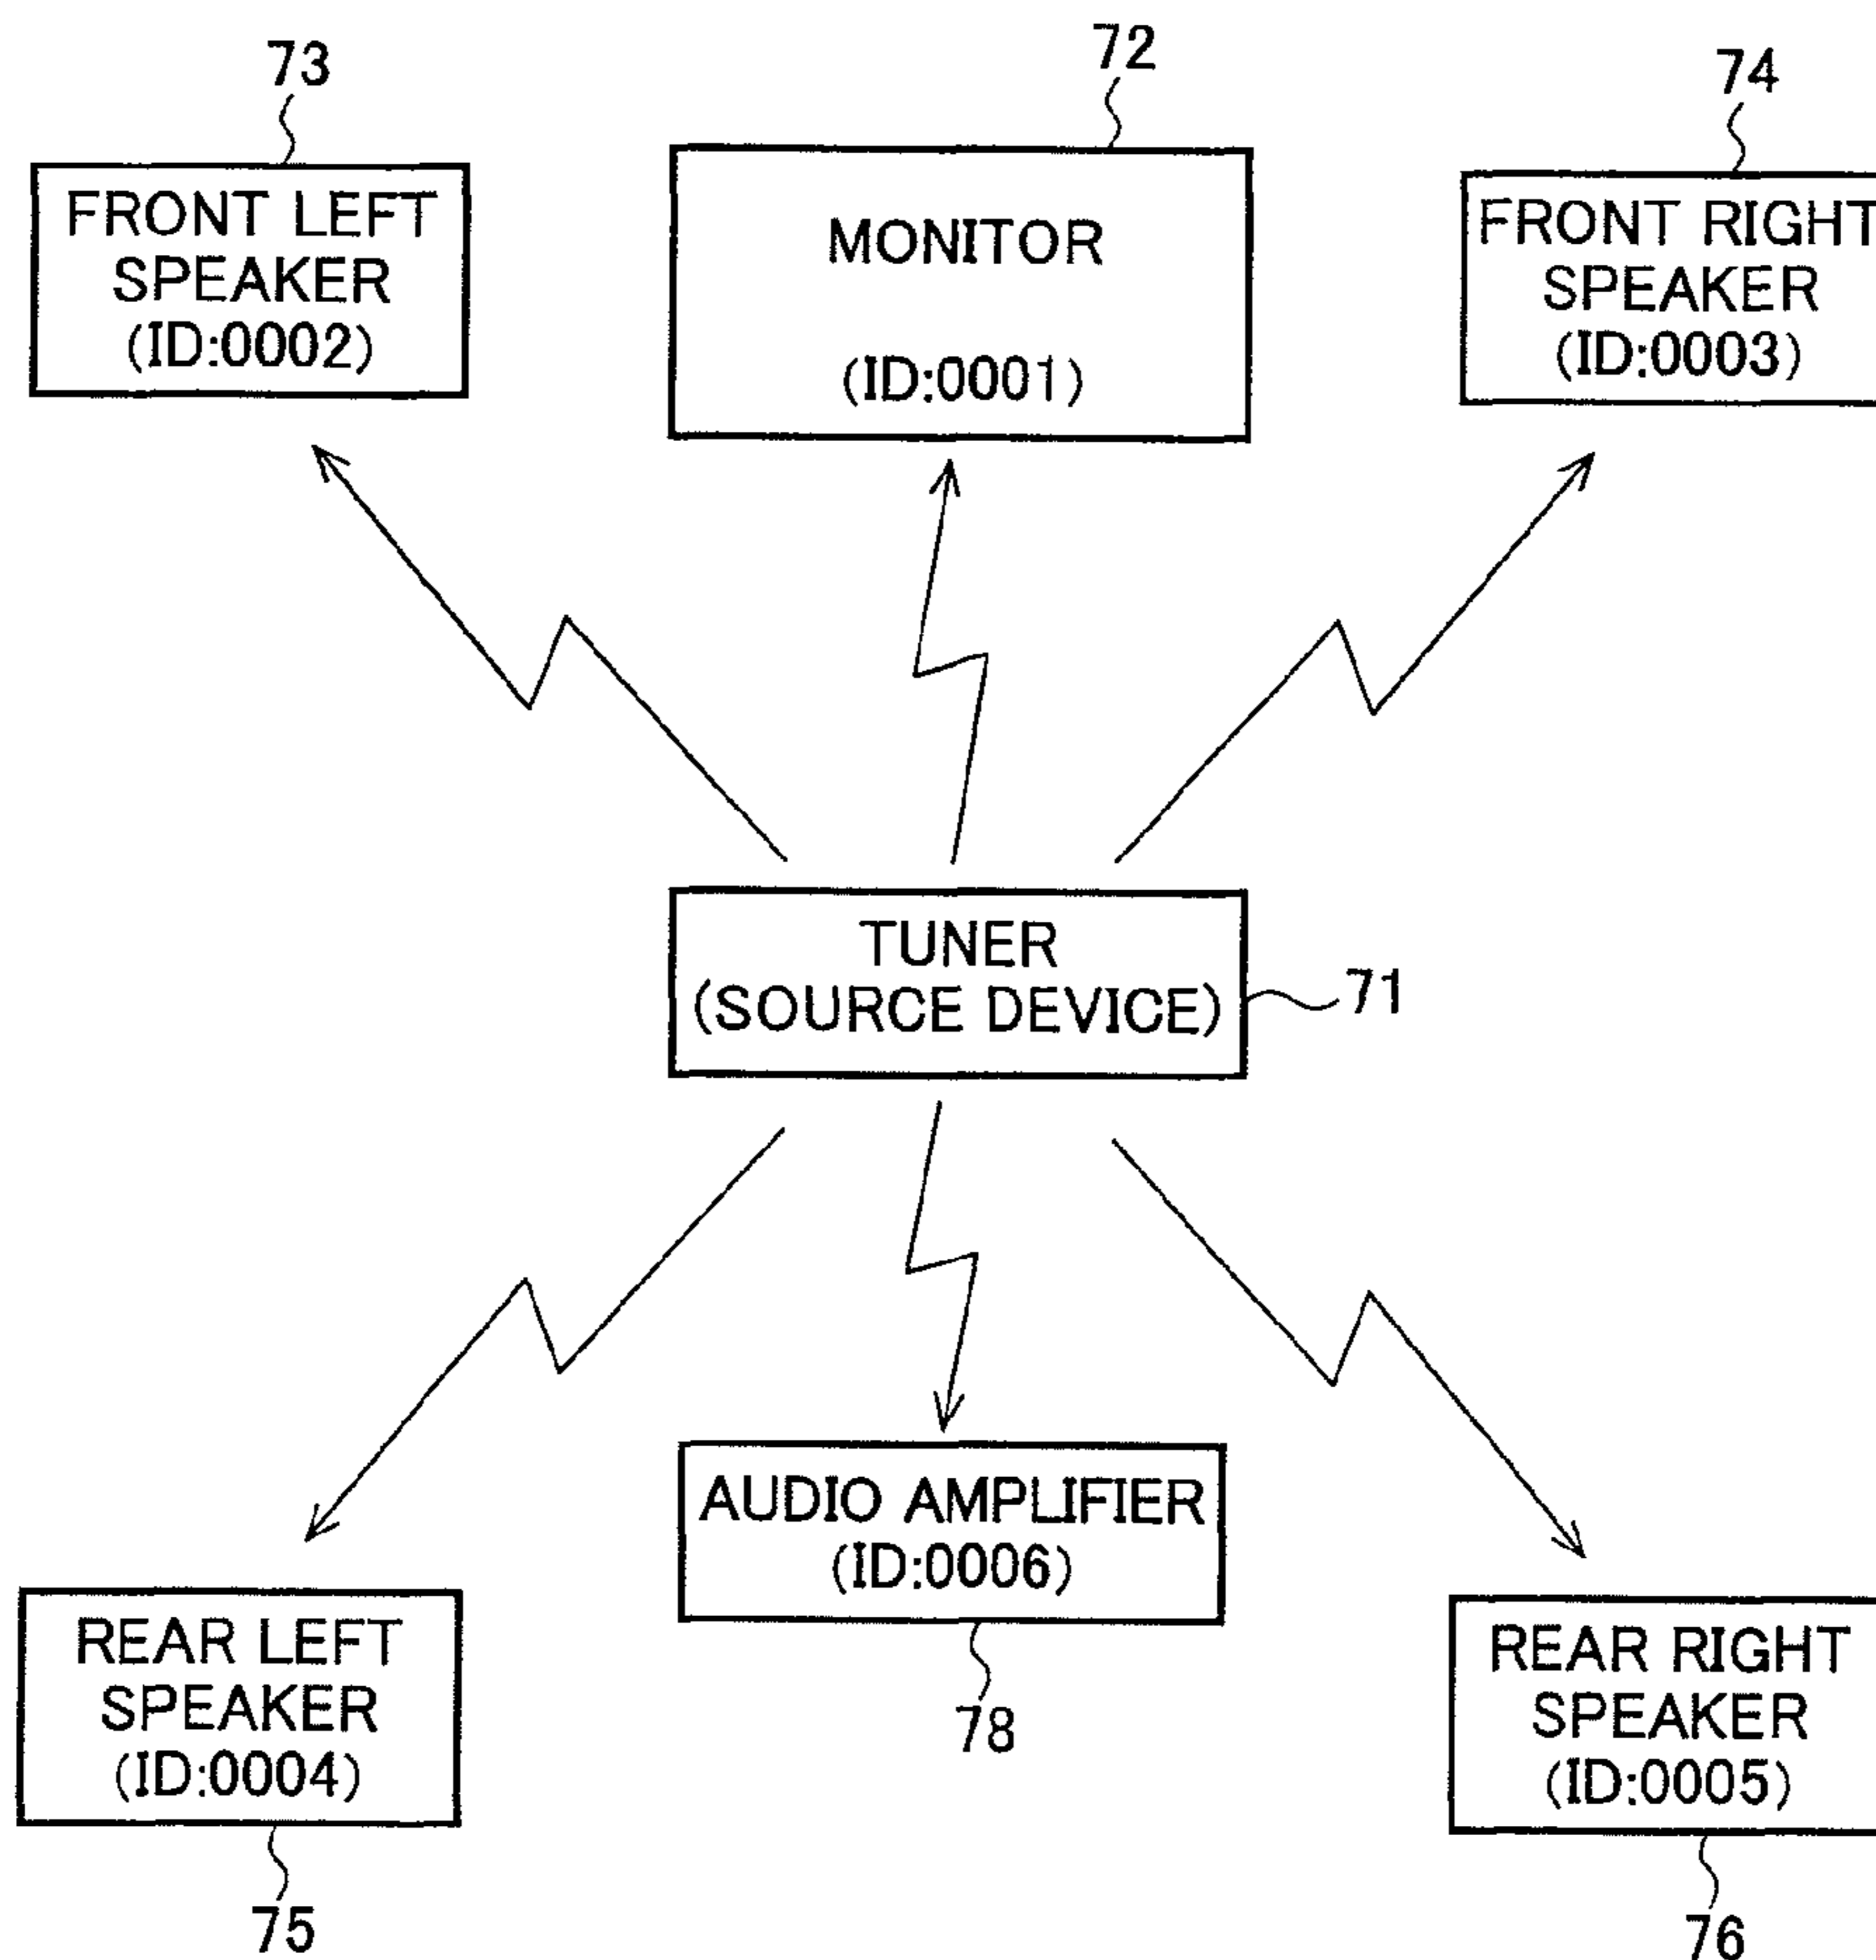 73
72
74
FRONT LEFT
SPEAKER
(ID:0002)
MONITOR
(ID:0001)
FRONT RIGHT
SPEAKER
(ID:0003)
TUNER
(SOURCE DEVICE)
71
AUDIO AMPLIFIER
(ID:0006)
78
REAR LEFT
SPEAKER
(ID:0004)
75
REAR RIGHT
SPEAKER
(ID:0005)
76